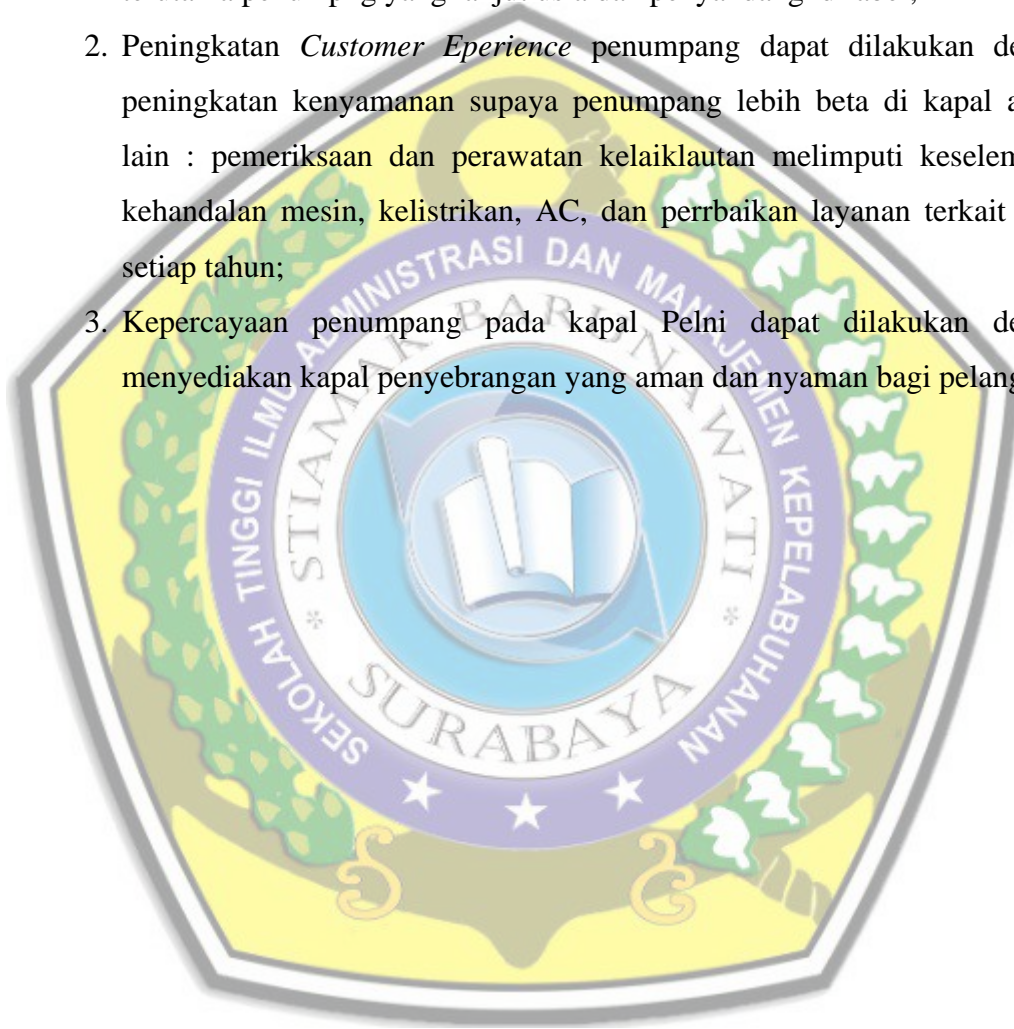 2. Peningkatan Customer Eperience penumpang dapat dilakukan de
peningkatan kenyamanan supaya penumpang lebih beta di kapal a
lain : pemeriksaan dan perawatan kelaiklautan melimputi keselem
kehandalan mesin, kelistrikan, AC, dan perrbaikan layanan terkait
setiap tahun;
3. Kepercayaan penumpang pada kapal Pelni dapat dilakukan de
menyediakan kapal penyebrangan yang aman dan nyaman bagi pelang
SEKOLAH TINGGI ILMU ADMINISTRASI DAN MANAJEMEN KEPELABUHANAN
STIAMAK BARUNAWATI
* SURABAYA *